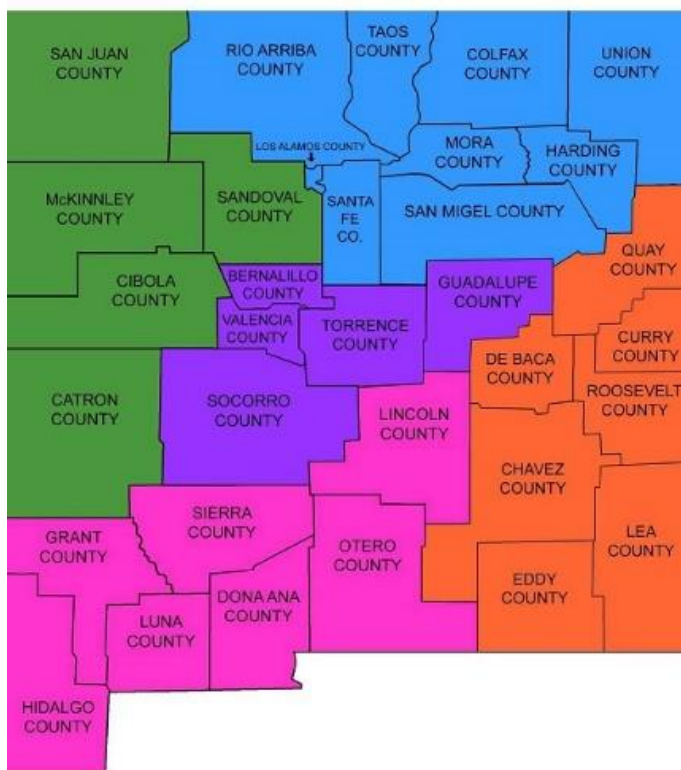 SAN JUAN
COUNTY
RIO ARRIBA
COUNTY
TAOS
COUNTY
COLFAX
COUNTY
UNION
COUNTY
LOS ALAMOS COUNTY
MORA
COUNTY
HARDING
COUNTY
McKINNLEY
COUNTY
SANDOVAL
COUNTY
SANTA
FE
CO.
SAN MIGEL COUNTY
QUAY
COUNTY
CIBOLA
COUNTY
BERNALILLO
COUNTY
GUADALUPE
COUNTY
VALENCIA
COUNTY
TORRENCE
COUNTY
CURRY
COUNTY
DE BACA
COUNTY
ROOSEVELT
COUNTY
CATRON
COUNTY
SOCORRO
COUNTY
LINCOLN
COUNTY
CHAVEZ
COUNTY
SIERRA
COUNTY
GRANT
COUNTY
OTERO
COUNTY
LEA
COUNTY
EDDY
COUNTY
DONA ANA
COUNTY
LUNA
COUNTY
HIDALGO
COUNTY